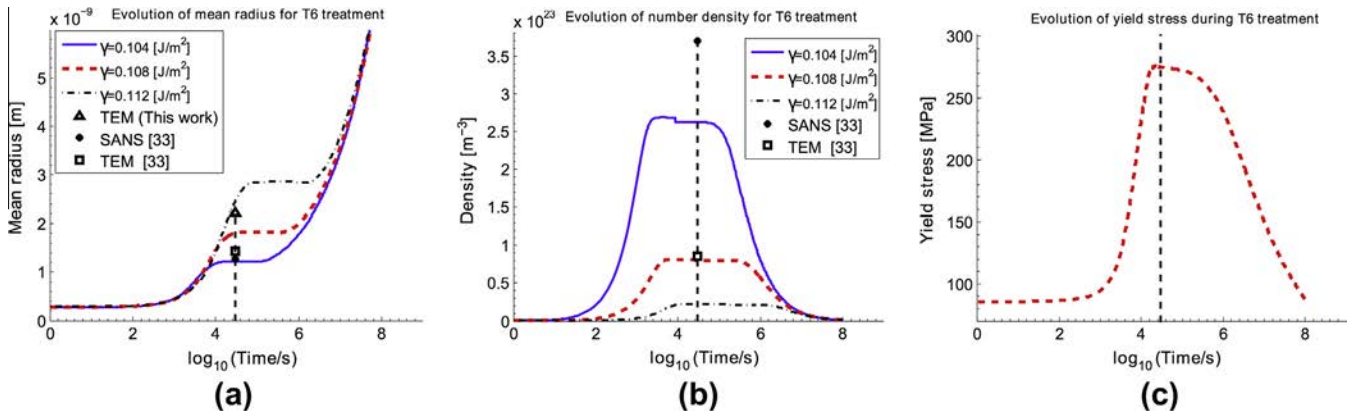 × 10⁻⁹ Evolution of mean radius for T6 treatment
γ=0.104 [J/m²]
γ=0.108 [J/m²]
γ=0.112 [J/m²]
TEM (This work)
SANS [33]
TEM [33]
Mean radius [m]
5
4
3
2
1
0
0 2 4 6 8
log₁₀(Time/s)
(a)
× 10²³ Evolution of number density for T6 treatment
γ=0.104 [J/m²]
γ=0.108 [J/m²]
γ=0.112 [J/m²]
SANS [33]
TEM [33]
Density [m⁻³]
3.5
3
2.5
2
1.5
1
0.5
0
0 2 4 6 8
log₁₀(Time/s)
(b)
Evolution of yield stress during T6 treatment
Yield stress [MPa]
300
250
200
150
100
0 2 4 6 8
log₁₀(Time/s)
(c)